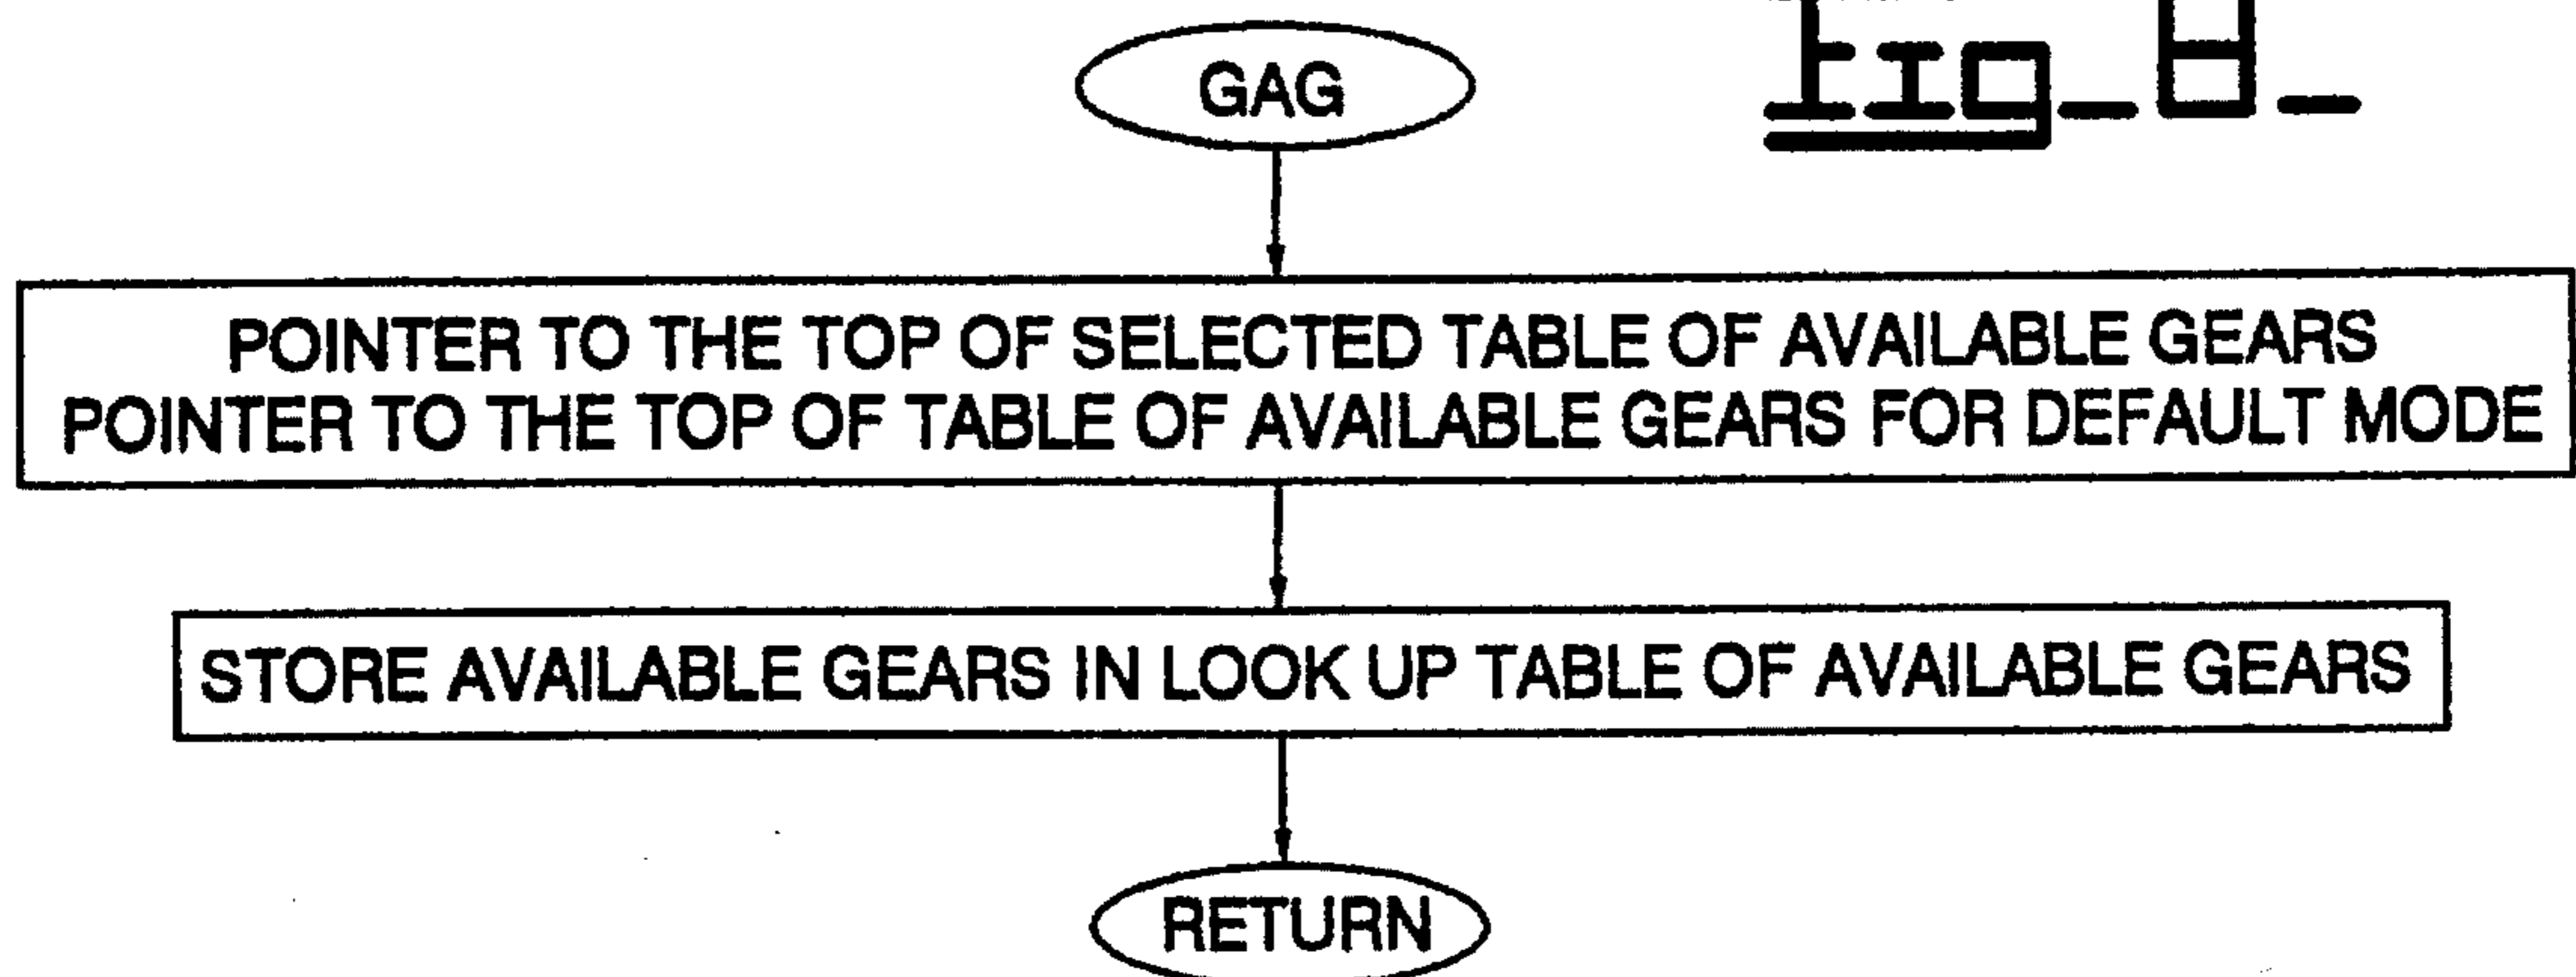 GAG
Fig_8_
POINTER TO THE TOP OF SELECTED TABLE OF AVAILABLE GEARS
POINTER TO THE TOP OF TABLE OF AVAILABLE GEARS FOR DEFAULT MODE
STORE AVAILABLE GEARS IN LOOK UP TABLE OF AVAILABLE GEARS
RETURN